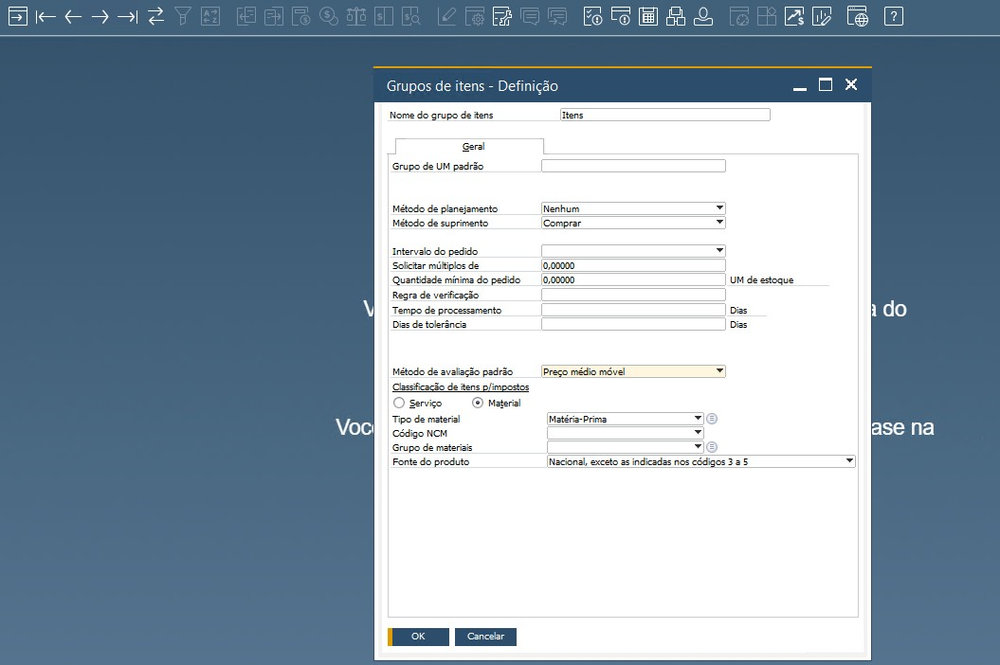 Grupos de itens - Definição
Nome do grupo de itens Itens
Geral
Grupo de UM padrão
Método de planejamento Nenhum
Método de suprimento Comprar
Intervalo do pedido
Solicitar múltiplos de 0,00000
Quantidade mínima do pedido 0,00000 UM de estoque
Regra de verificação
V
a do
Tempo de processamento Dias
Dias de tolerância Dias
Método de avaliação padrão Preço médio móvel
Classificação de itens p/impostos
Serviço Material
Tipo de material Matéria-Prima
Voc
ase na
Código NCM
Grupo de materiais
Fonte do produto Nacional, exceto as indicadas nos códigos 3 a 5
OK Cancelar